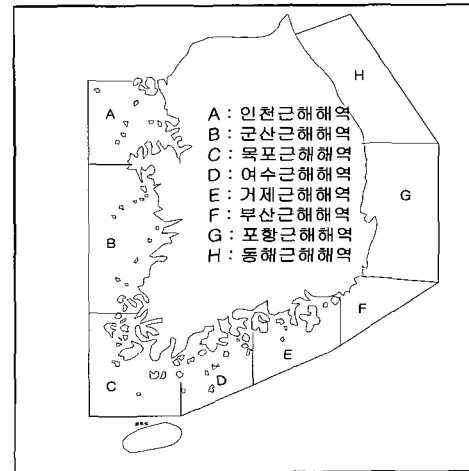 A : 인천근해해역
B : 군산근해해역
C : 목포근해해역
D : 여수근해해역
E : 거제근해해역
F : 부산근해해역
G : 포항근해해역
H : 동해근해해역
A
B
C
D
E
F
G
H